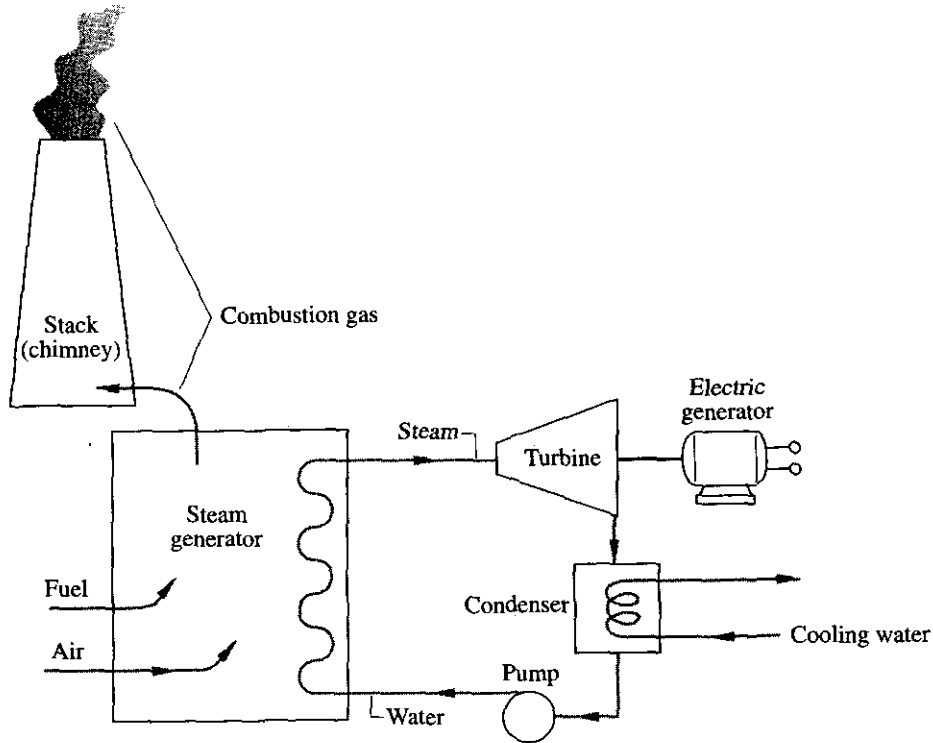 Combustion gas
Stack
(chimney)
Electric
generator
Steam
Turbine
Steam
generator
Fuel
Condenser
Cooling water
Air
Pump
Water